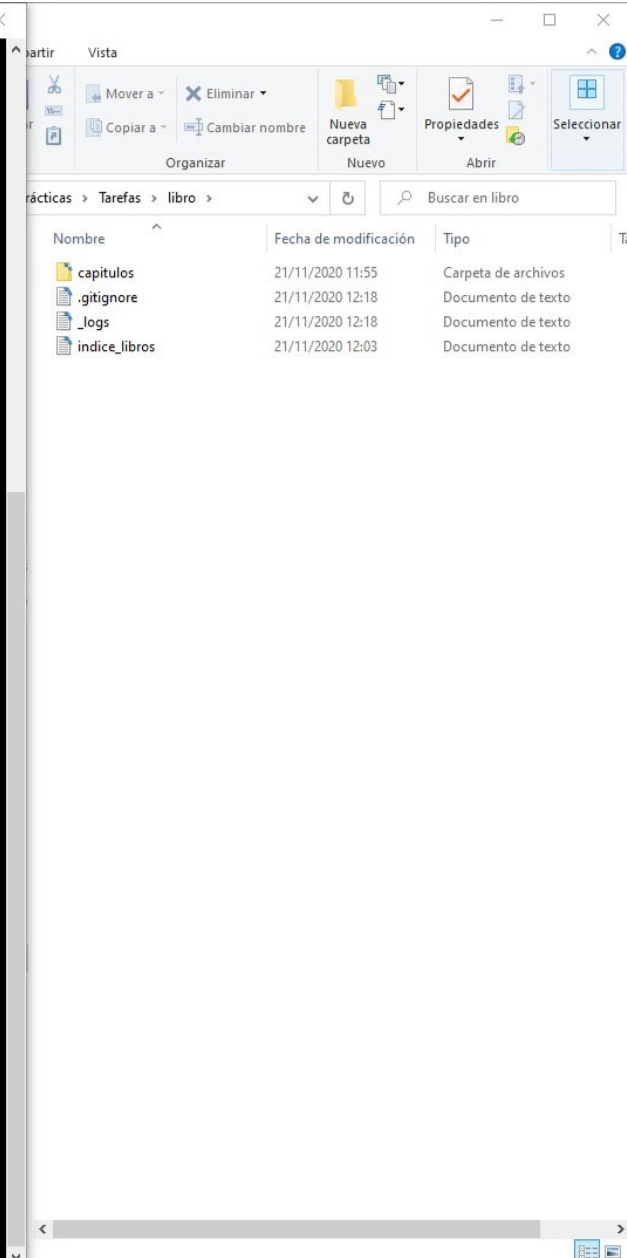 partir Vista
Mover a Eliminar
Copiar a Cambiar nombre
Nueva carpeta
Propiedades
Seleccionar
Organizar Nuevo Abrir
rácticas > Tarefas > libro > Buscar en libro
Nombre Fecha de modificación Tipo
capitulos 21/11/2020 11:55 Carpeta de archivos
.gitignore 21/11/2020 12:18 Documento de texto
_logs 21/11/2020 12:18 Documento de texto
indice_libros 21/11/2020 12:03 Documento de texto